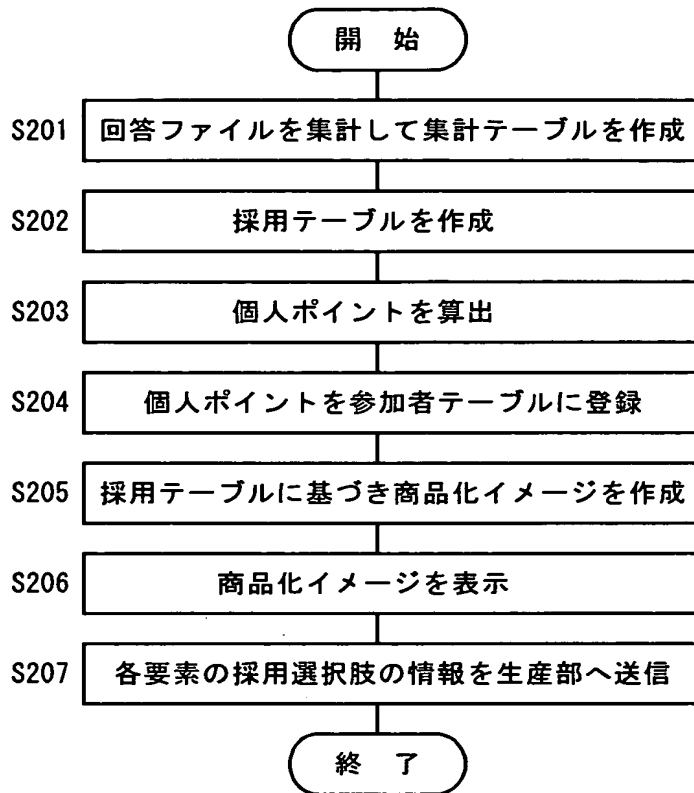 開 始
S201 回答ファイルを集計して集計テーブルを作成
S202 採用テーブルを作成
S203 個人ポイントを算出
S204 個人ポイントを参加者テーブルに登録
S205 採用テーブルに基づき商品化イメージを作成
S206 商品化イメージを表示
S207 各要素の採用選択肢の情報を生産部へ送信
終 了